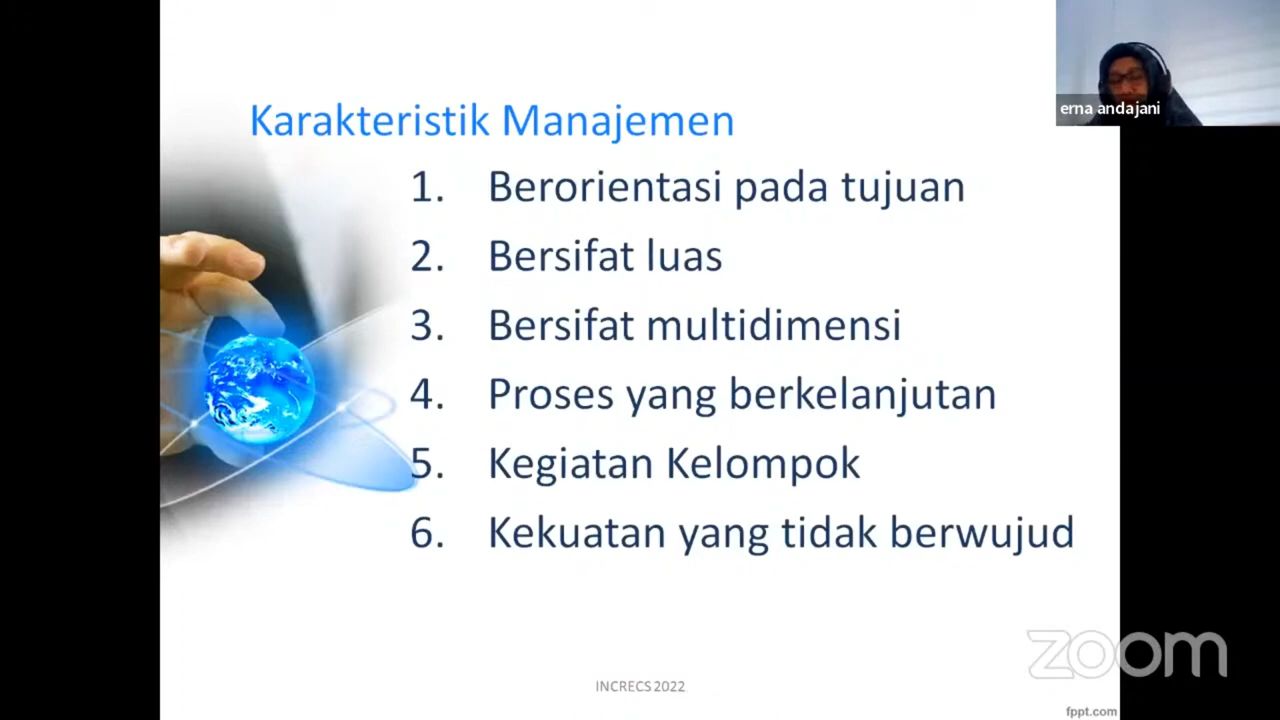 erna andajani
Karakteristik Manajemen
1. Berorientasi pada tujuan
2. Bersifat luas
3. Bersifat multidimensi
4. Proses yang berkelanjutan
5. Kegiatan Kelompok
6. Kekuatan yang tidak berwujud
zoom
INCRECS 2022
fppt.com